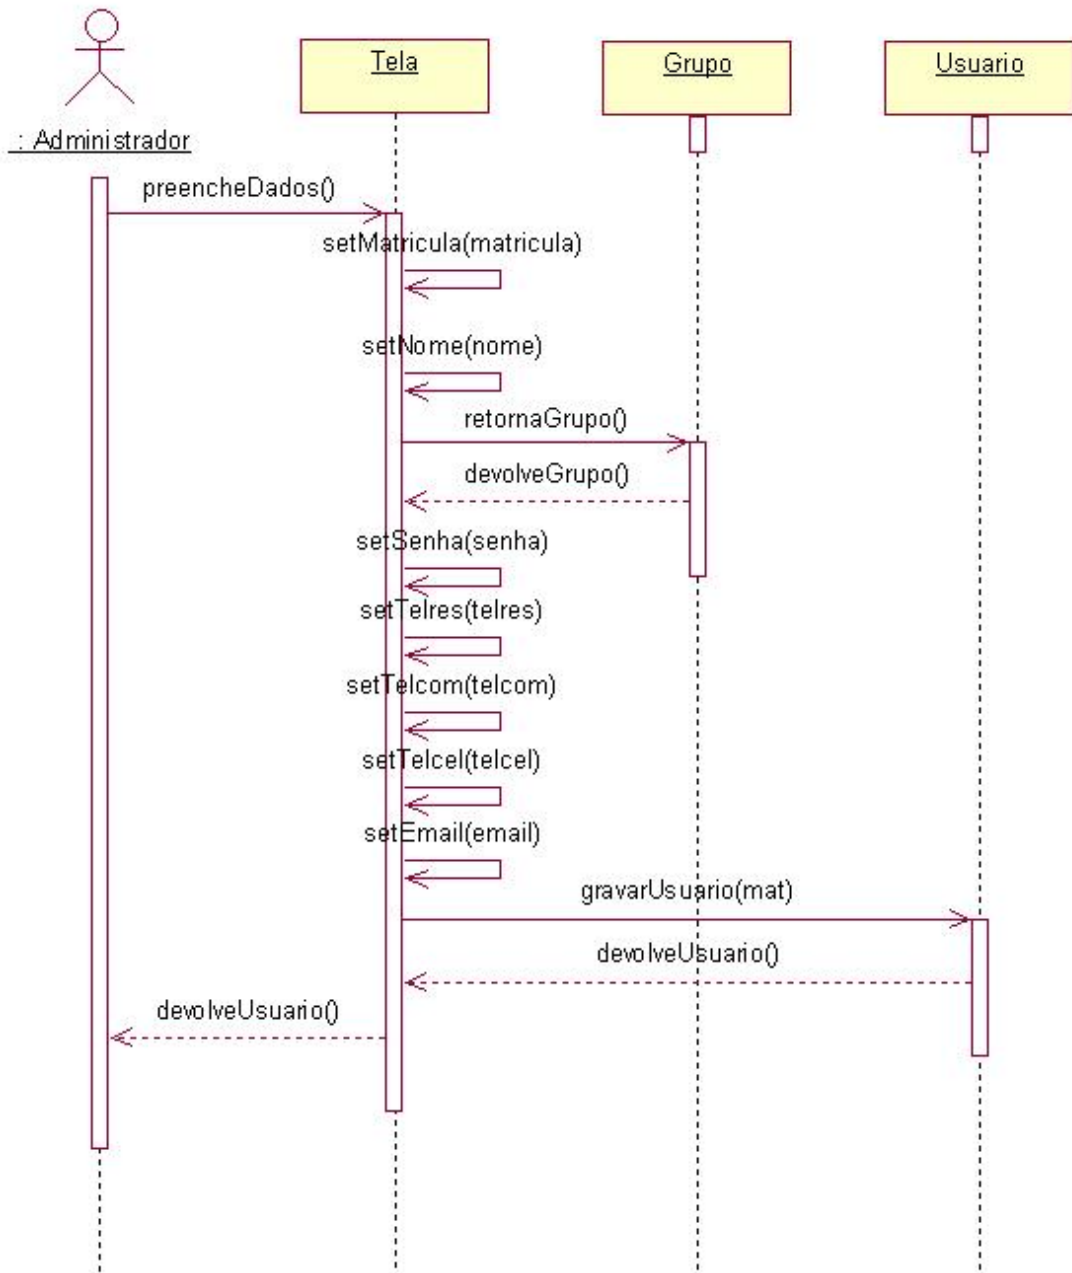 Tela
Grupo
Usuario
: Administrador
preencheDados()
setMatricula(matricula)
setNome(nome)
retornaGrupo()
devolveGrupo()
setSenha(senha)
setTelres(telres)
setTelcom(telcom)
setTelcel(telcel)
setEmail(email)
gravarUsuario(mat)
devolveUsuario()
devolveUsuario()